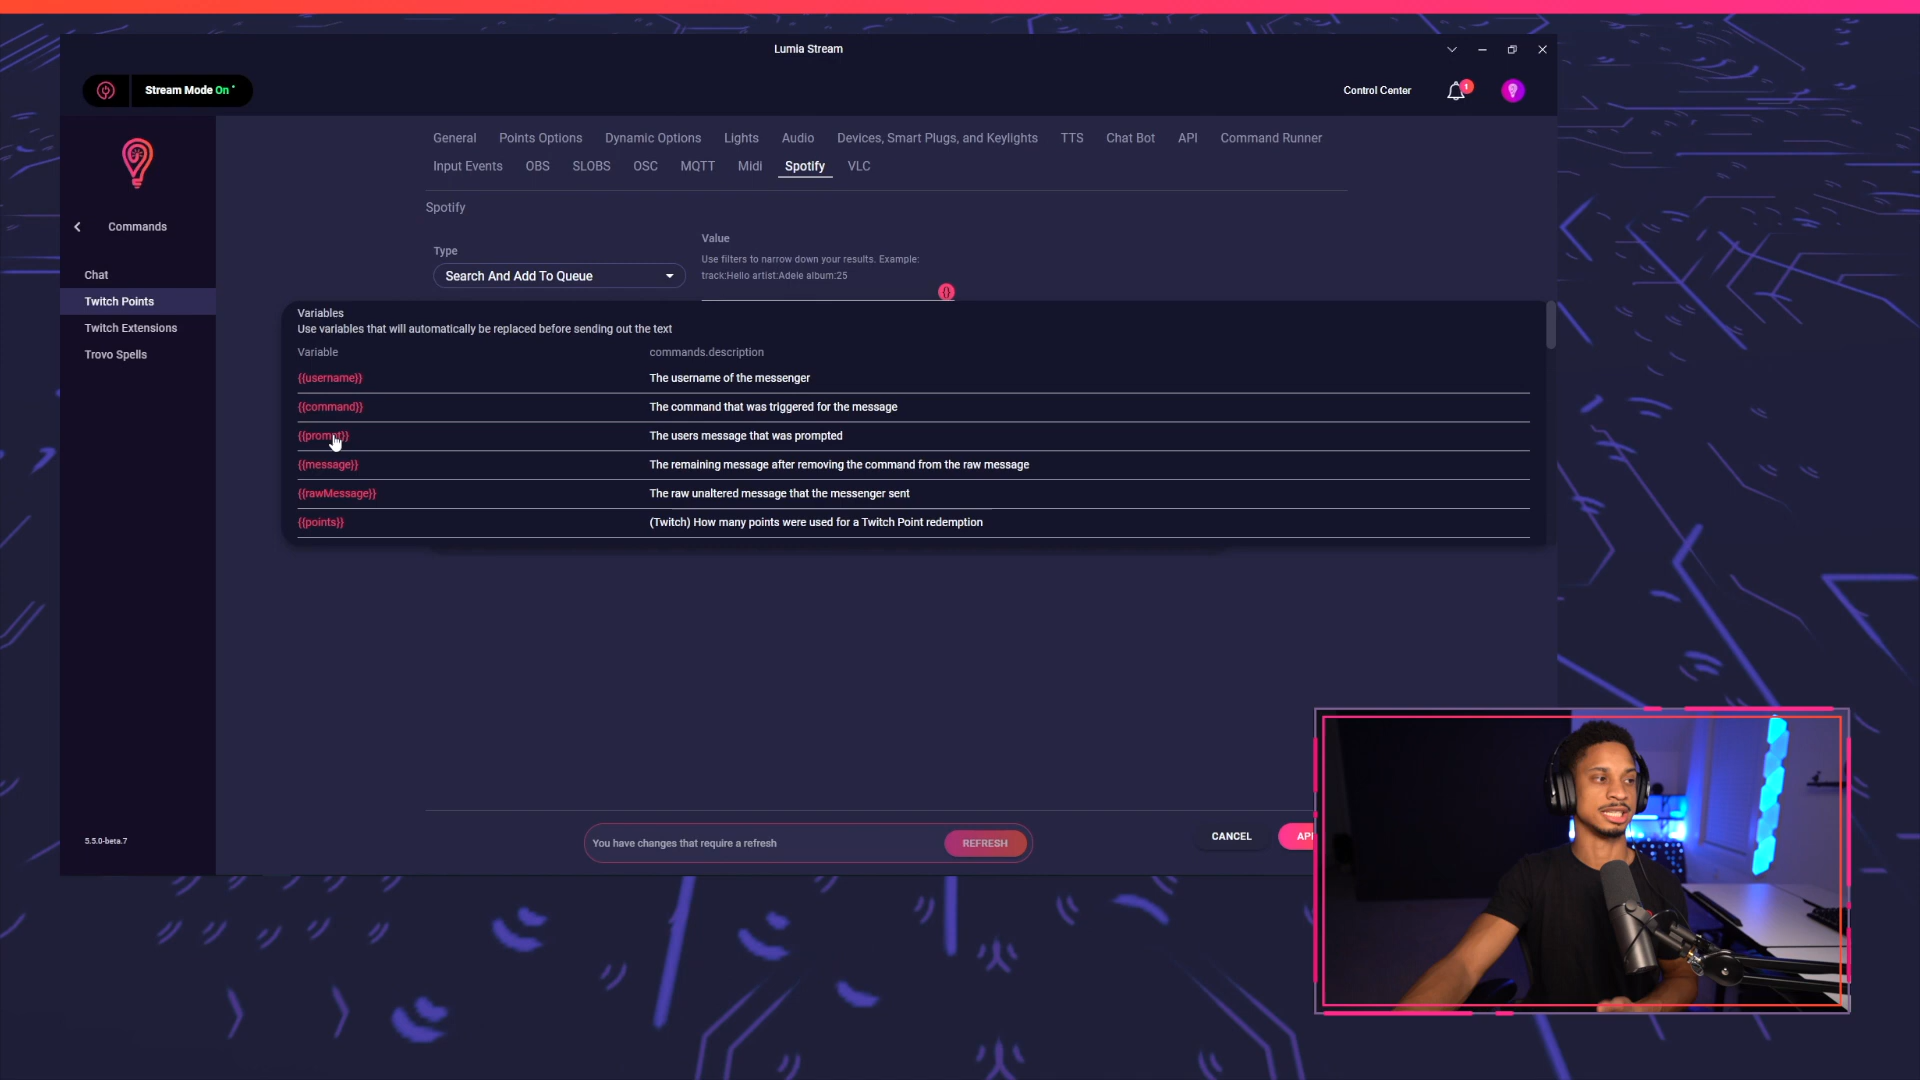 Lumia Stream
Stream Mode On
Control Center
1
General Points Options Dynamic Options Lights Audio Devices, Smart Plugs, and Keylights TTS Chat Bot API Command Runner
Input Events OBS SLOBS OSC MQTT Midi Spotify VLC
Commands
Chat
Twitch Points
Twitch Extensions
Trovo Spells
Spotify
Type
Search And Add To Queue
Value
Use filters to narrow down your results. Example:
track:Hello artist:Adele album:25
{}
Variables
Use variables that will automatically be replaced before sending out the text
Variable commands.description
{{username}} The username of the messenger
{{command}} The command that was triggered for the message
{{prompt}} The users message that was prompted
{{message}} The remaining message after removing the command from the raw message
{{rawMessage}} The raw unaltered message that the messenger sent
{{points}} (Twitch) How many points were used for a Twitch Point redemption
5.5.0-beta.7
You have changes that require a refresh
REFRESH
CANCEL